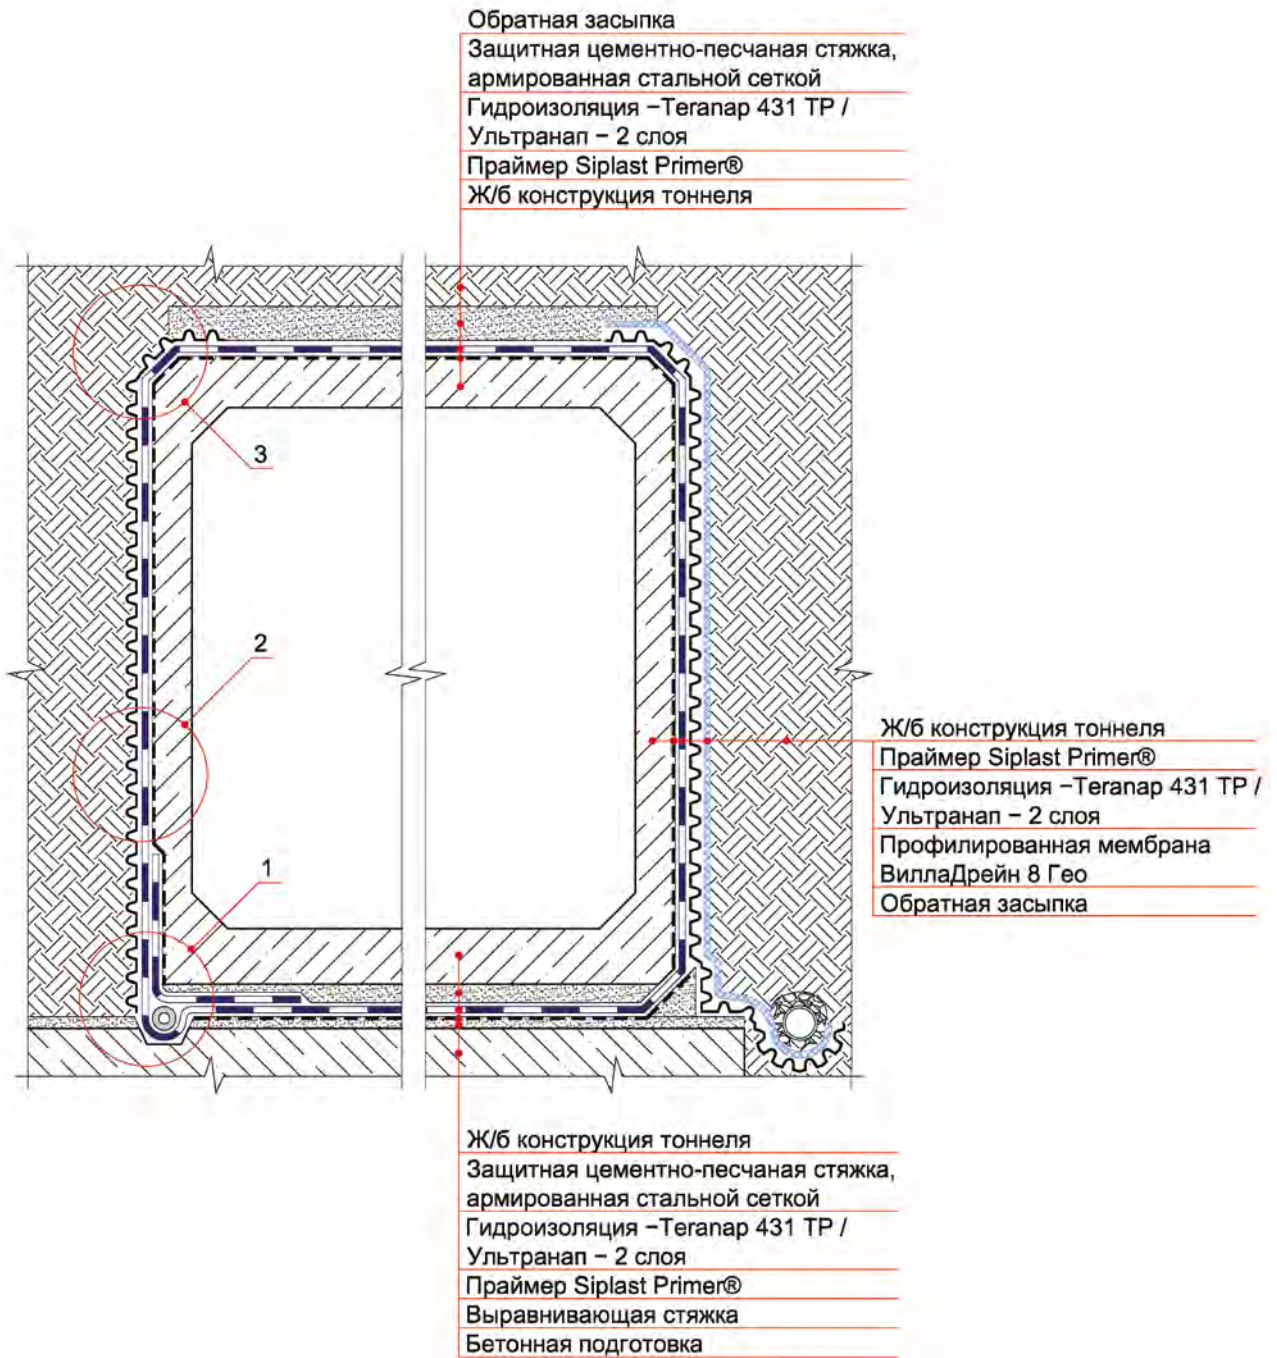 Обратная засыпка
Защитная цементно-песчаная стяжка,
армированная стальной сеткой
Гидроизоляция –Teranap 431 TP /
Ультранап – 2 слоя
Праймер Siplast Primer®
Ж/б конструкция тоннеля
3
2
1
Ж/б конструкция тоннеля
Праймер Siplast Primer®
Гидроизоляция –Teranap 431 TP /
Ультранап – 2 слоя
Профилированная мембрана
ВиллаДрейн 8 Гео
Обратная засыпка
Ж/б конструкция тоннеля
Защитная цементно-песчаная стяжка,
армированная стальной сеткой
Гидроизоляция –Teranap 431 TP /
Ультранап – 2 слоя
Праймер Siplast Primer®
Выравнивающая стяжка
Бетонная подготовка